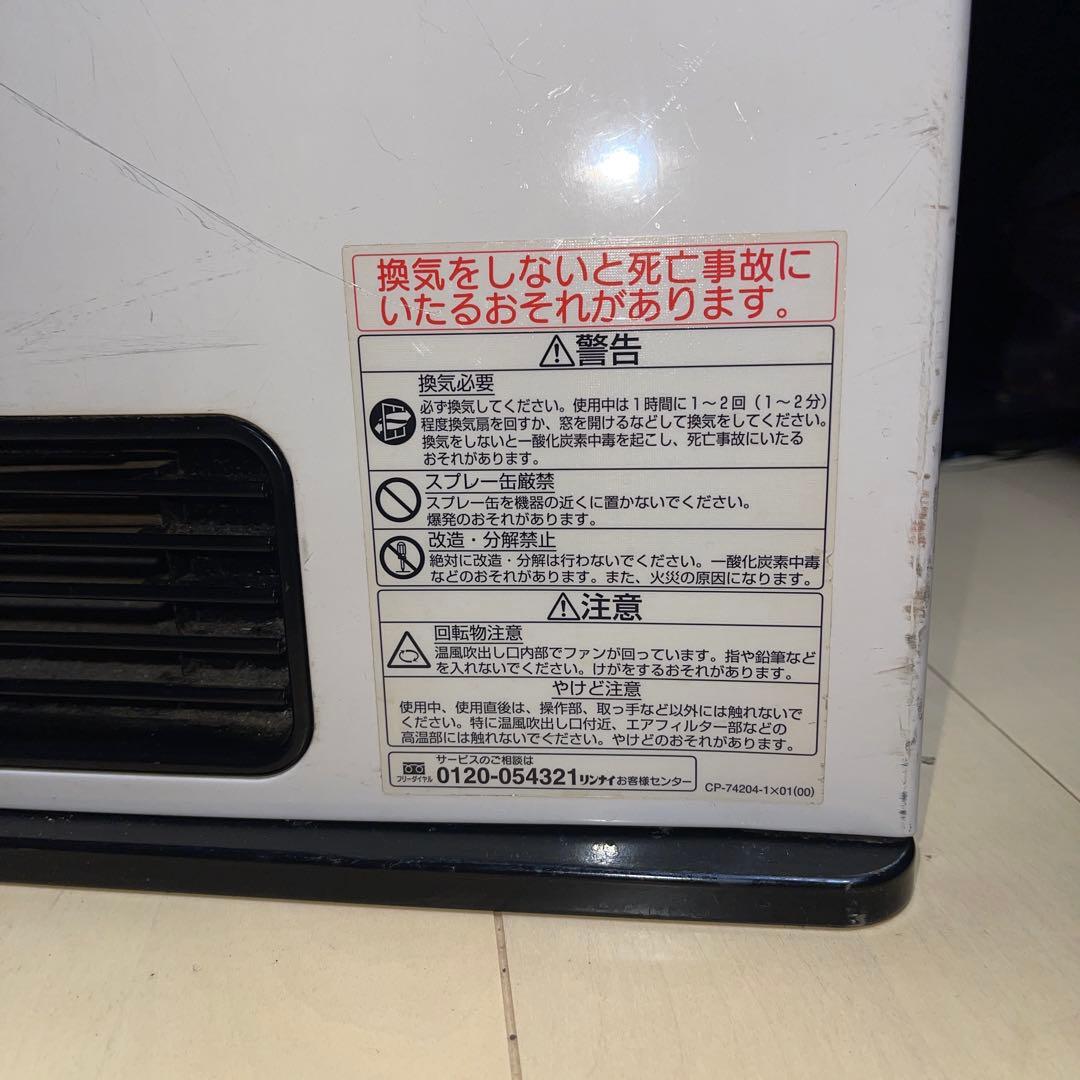 換気をしないと死亡事故に
いたるおそれがあります。
⚠警告
換気必要
必ず換気してください。使用中は1時間に1～2回（1～2分）
程度換気扇を回すか、窓を開けるなどして換気をしてください。
換気をしないと一酸化炭素中毒を起こし、死亡事故にいたる
おそれがあります。
スプレー缶厳禁
スプレー缶を機器の近くに置かないでください。
爆発のおそれがあります。
改造・分解禁止
絶対に改造・分解は行わないでください。一酸化炭素中毒
などのおそれがあります。また、火災の原因になります。
⚠注意
回転物注意
温風吹出し口内部でファンが回っています。指や鉛筆など
を入れないでください。けがをするおそれがあります。
やけど注意
使用中、使用直後は、操作部、取っ手など以外には触れないで
ください。特に温風吹出し口付近、エアフィルター部などの
高温部には触れないでください。やけどのおそれがあります。
サービスのご相談は
フリーダイヤル 0120-054321 リンナイお客様センター
CP-74204-1×01(00)